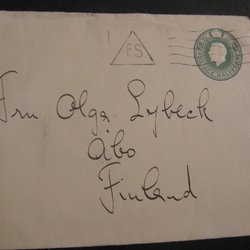 FS
Fru Olga Lybeck
Åbo
Finland